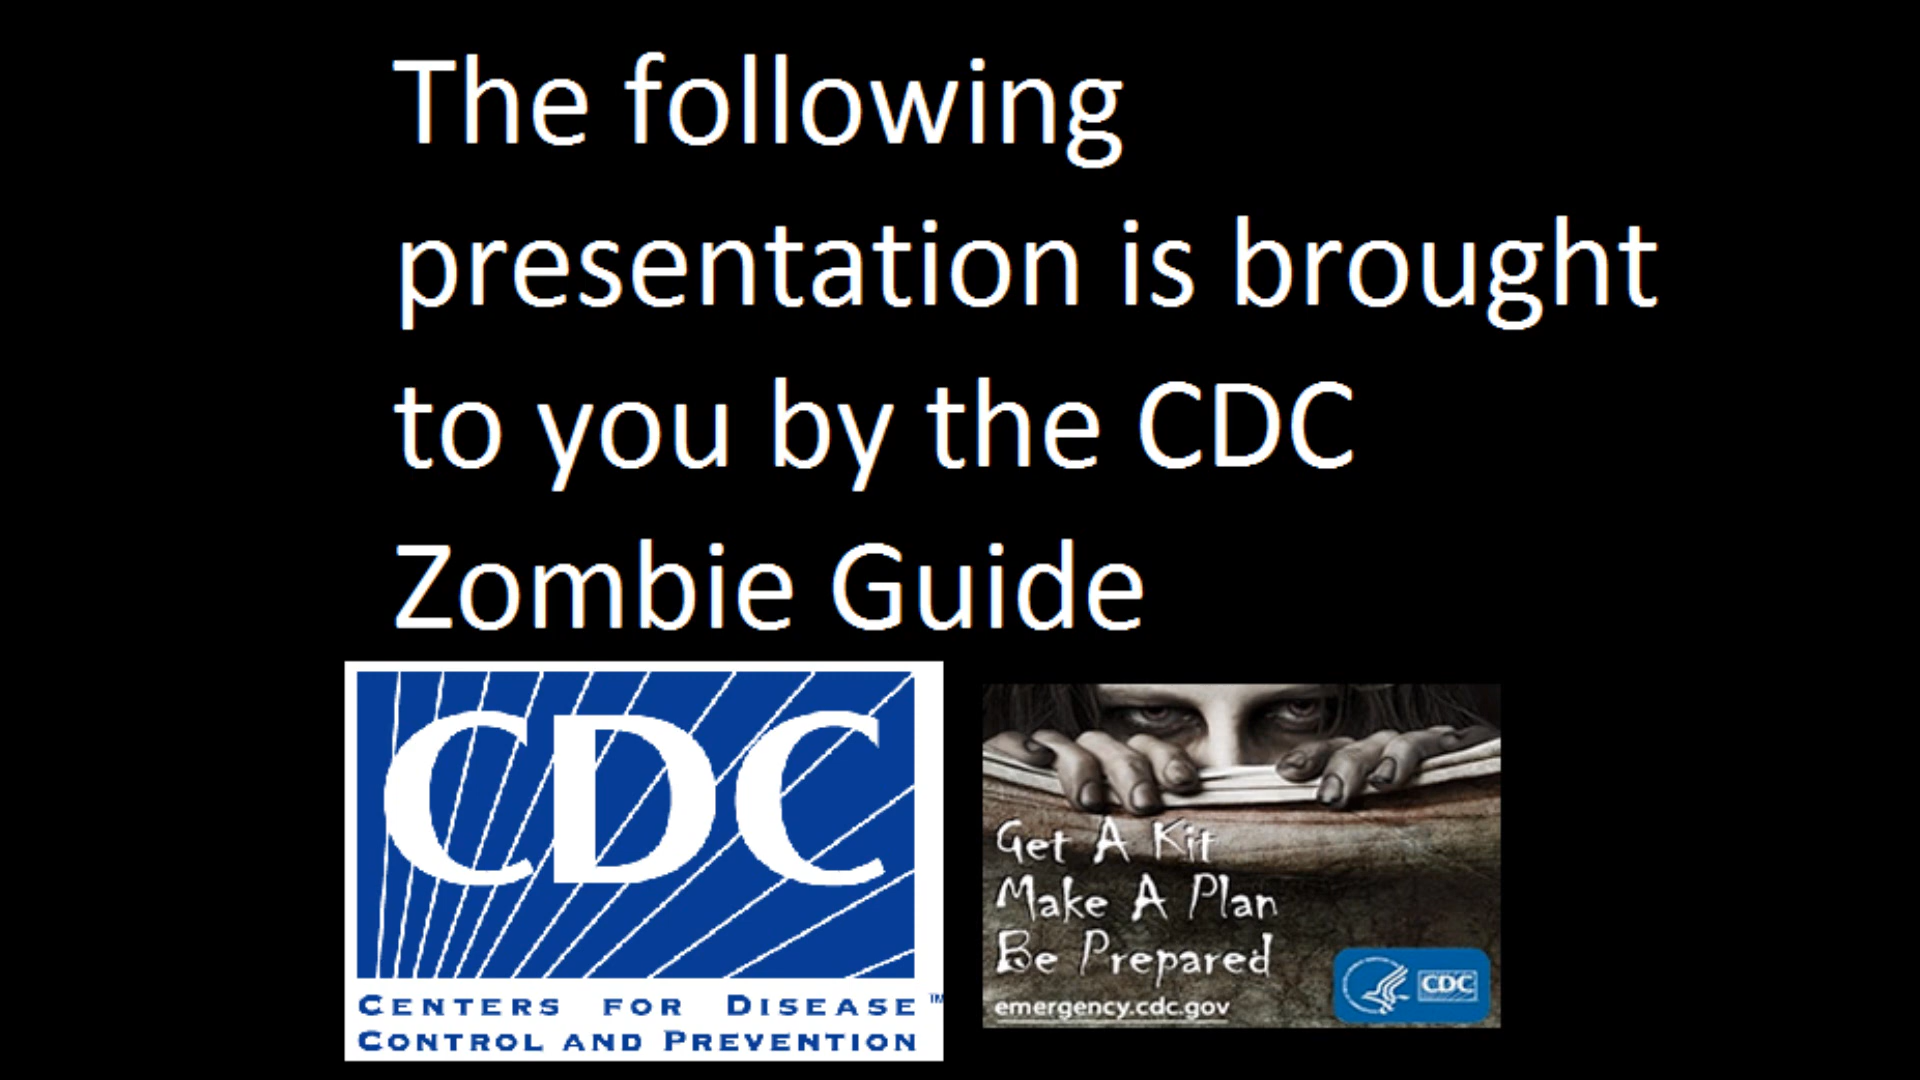 The following
presentation is brought
to you by the CDC
Zombie Guide
CDC
CENTERS FOR DISEASE™
CONTROL AND PREVENTION
Get A Kit
Make A Plan
Be Prepared
emergency.cdc.gov
CDC